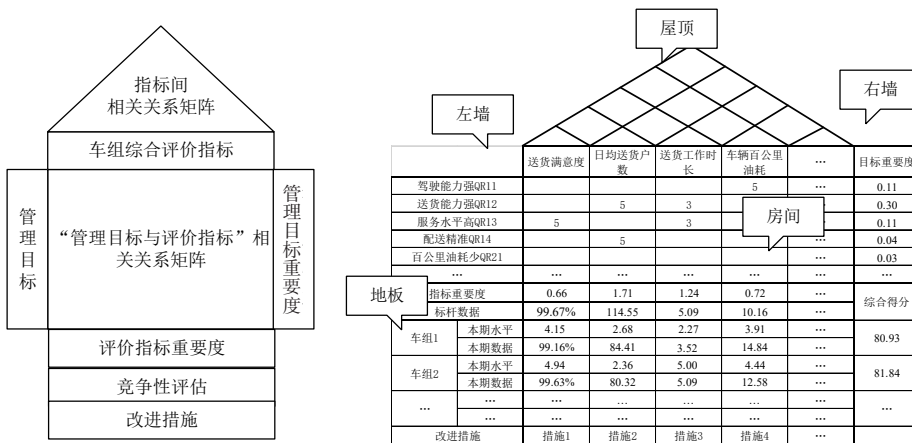 指标间
相关关系矩阵
车组综合评价指标
管理目标
“管理目标与评价指标”相
关关系矩阵
管理目标重要度
评价指标重要度
竞争性评估
改进措施
屋顶
左墙
右墙
送货满意度 日均送货户数 送货工作时长 车辆百公里油耗 … 目标重要度
驾驶能力强QR11 5 … 0.11
送货能力强QR12 5 3 … 0.30
服务水平高QR13 5 3 … 0.11
房间
配送精准QR14 5 … 0.04
百公里油耗少QR21 … 0.03
… … … … … … …
地板
指标重要度 0.66 1.71 1.24 0.72 … 综合得分
标杆数据 99.67% 114.55 5.09 10.16 …
车组1 本期水平 4.15 2.68 2.27 3.91 … 80.93
本期数据 99.16% 84.41 3.52 14.84 …
车组2 本期水平 4.94 2.36 5.00 4.44 … 81.84
本期数据 99.63% 80.32 5.09 12.58 …
… … … … … … … …
… … … … … …
改进措施 措施1 措施2 措施3 措施4 …